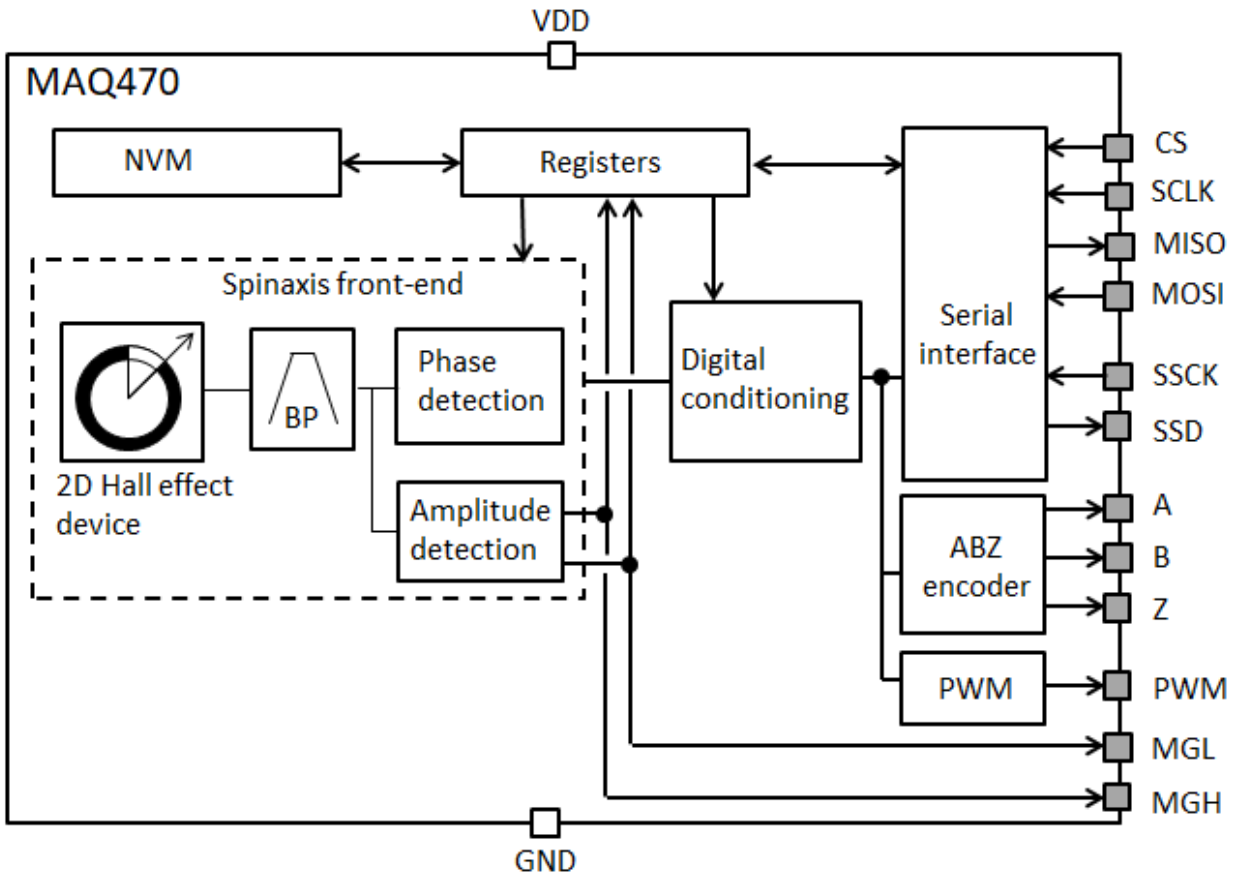 VDD
MAQ470
NVM
Registers
Spinaxis front-end
2D Hall effect
device
BP
Phase
detection
Amplitude
detection
Digital
conditioning
Serial
interface
ABZ
encoder
PWM
CS
SCLK
MISO
MOSI
SSCK
SSD
A
B
Z
PWM
MGL
MGH
GND